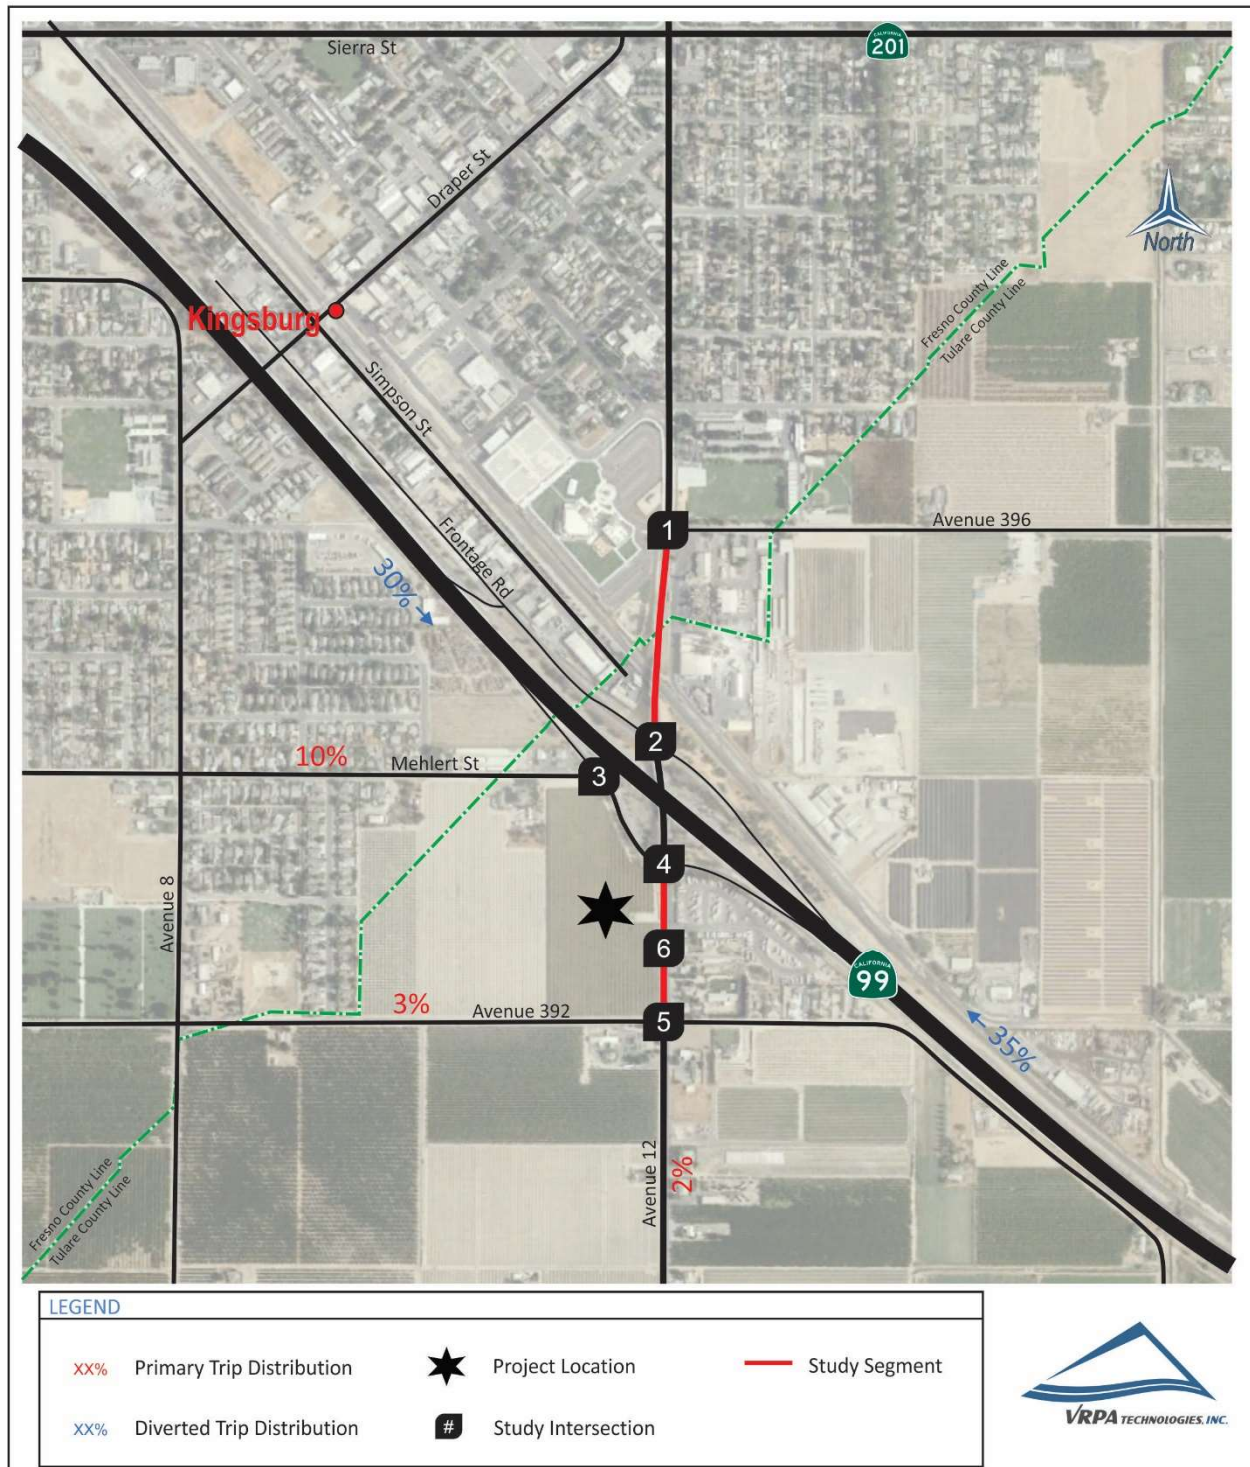 Sierra St
CALIFORNIA
201
Draper St
North
Fresno County Line
Tulare County Line
Kingsburg
Simpson St
1
Avenue 396
Frontage Rd
30%
2
10%
Mehlert St
3
4
Avenue 8
6
CALIFORNIA
99
3%
Avenue 392
5
35%
Avenue 12
2%
Fresno County Line
Tulare County Line
LEGEND
XX% Primary Trip Distribution
Project Location
Study Segment
XX% Diverted Trip Distribution
# Study Intersection
VRPA TECHNOLOGIES, INC.